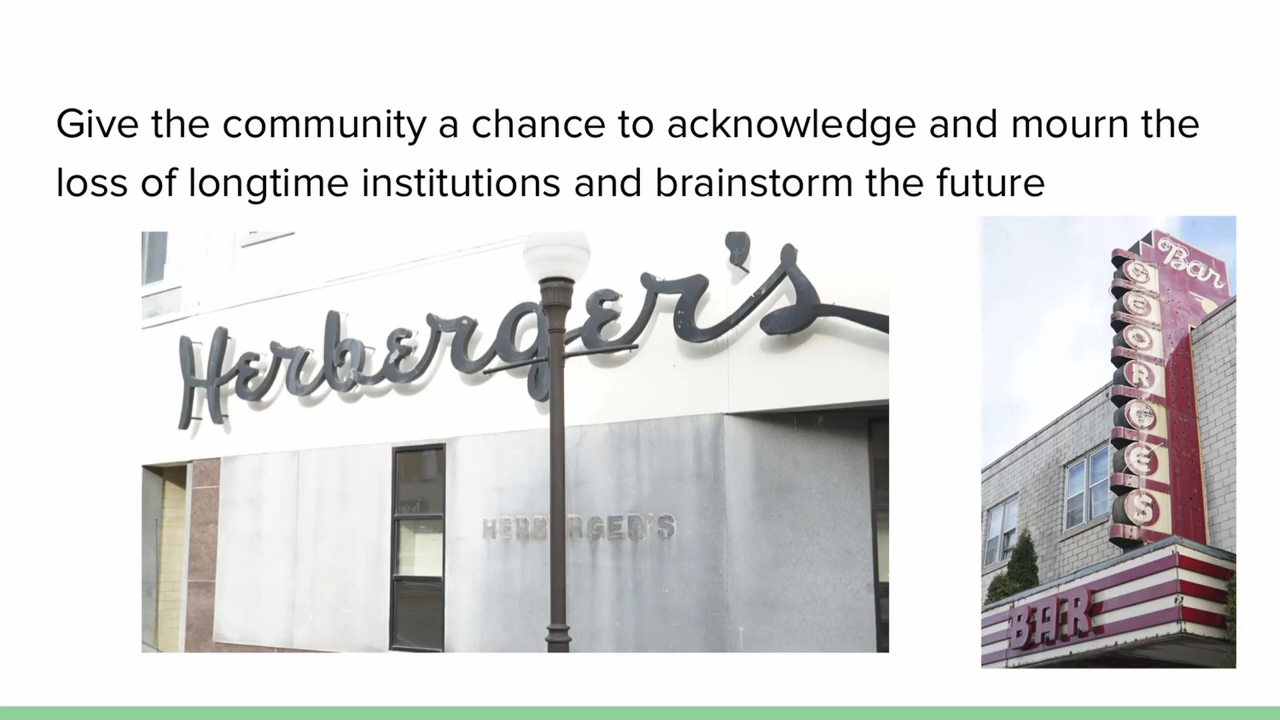 Give the community a chance to acknowledge and mourn the
loss of longtime institutions and brainstorm the future
Herberger's
HERBERGER'S
Bar
GEORGE'S
BAR